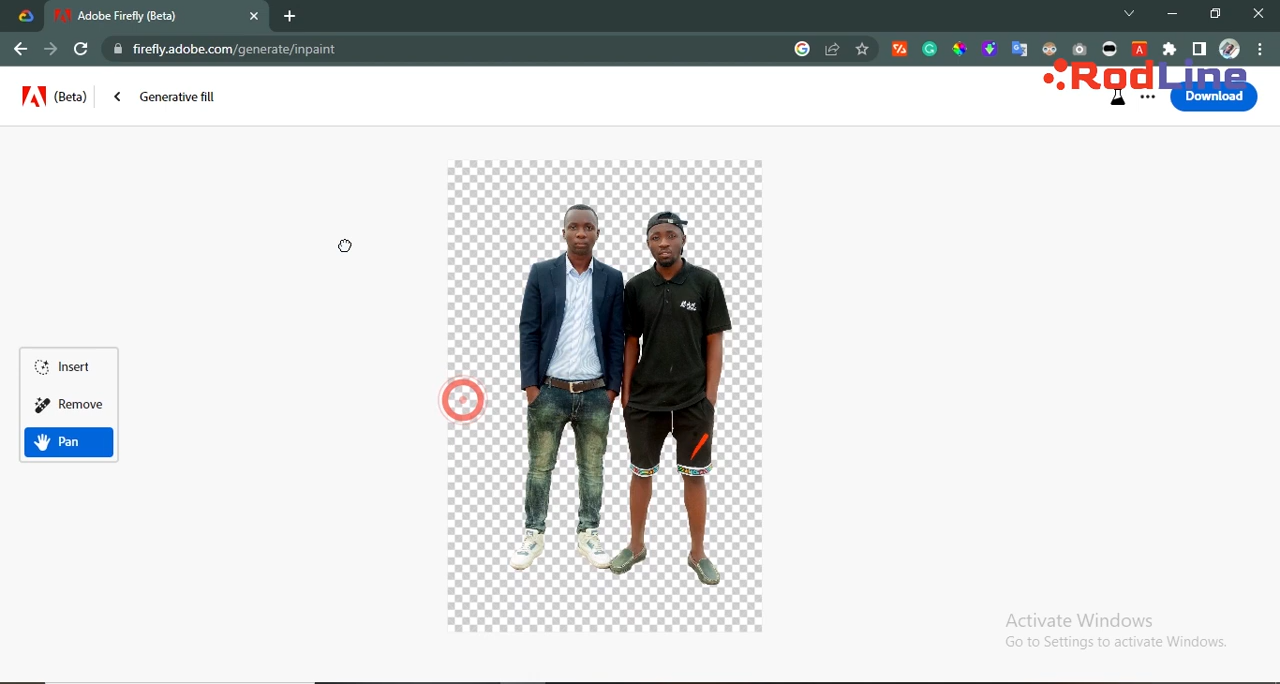 Adobe Firefly (Beta)
firefly.adobe.com/generate/inpaint
RodLine
(Beta)
Generative fill
Download
Insert
Remove
Pan
Activate Windows
Go to Settings to activate Windows.